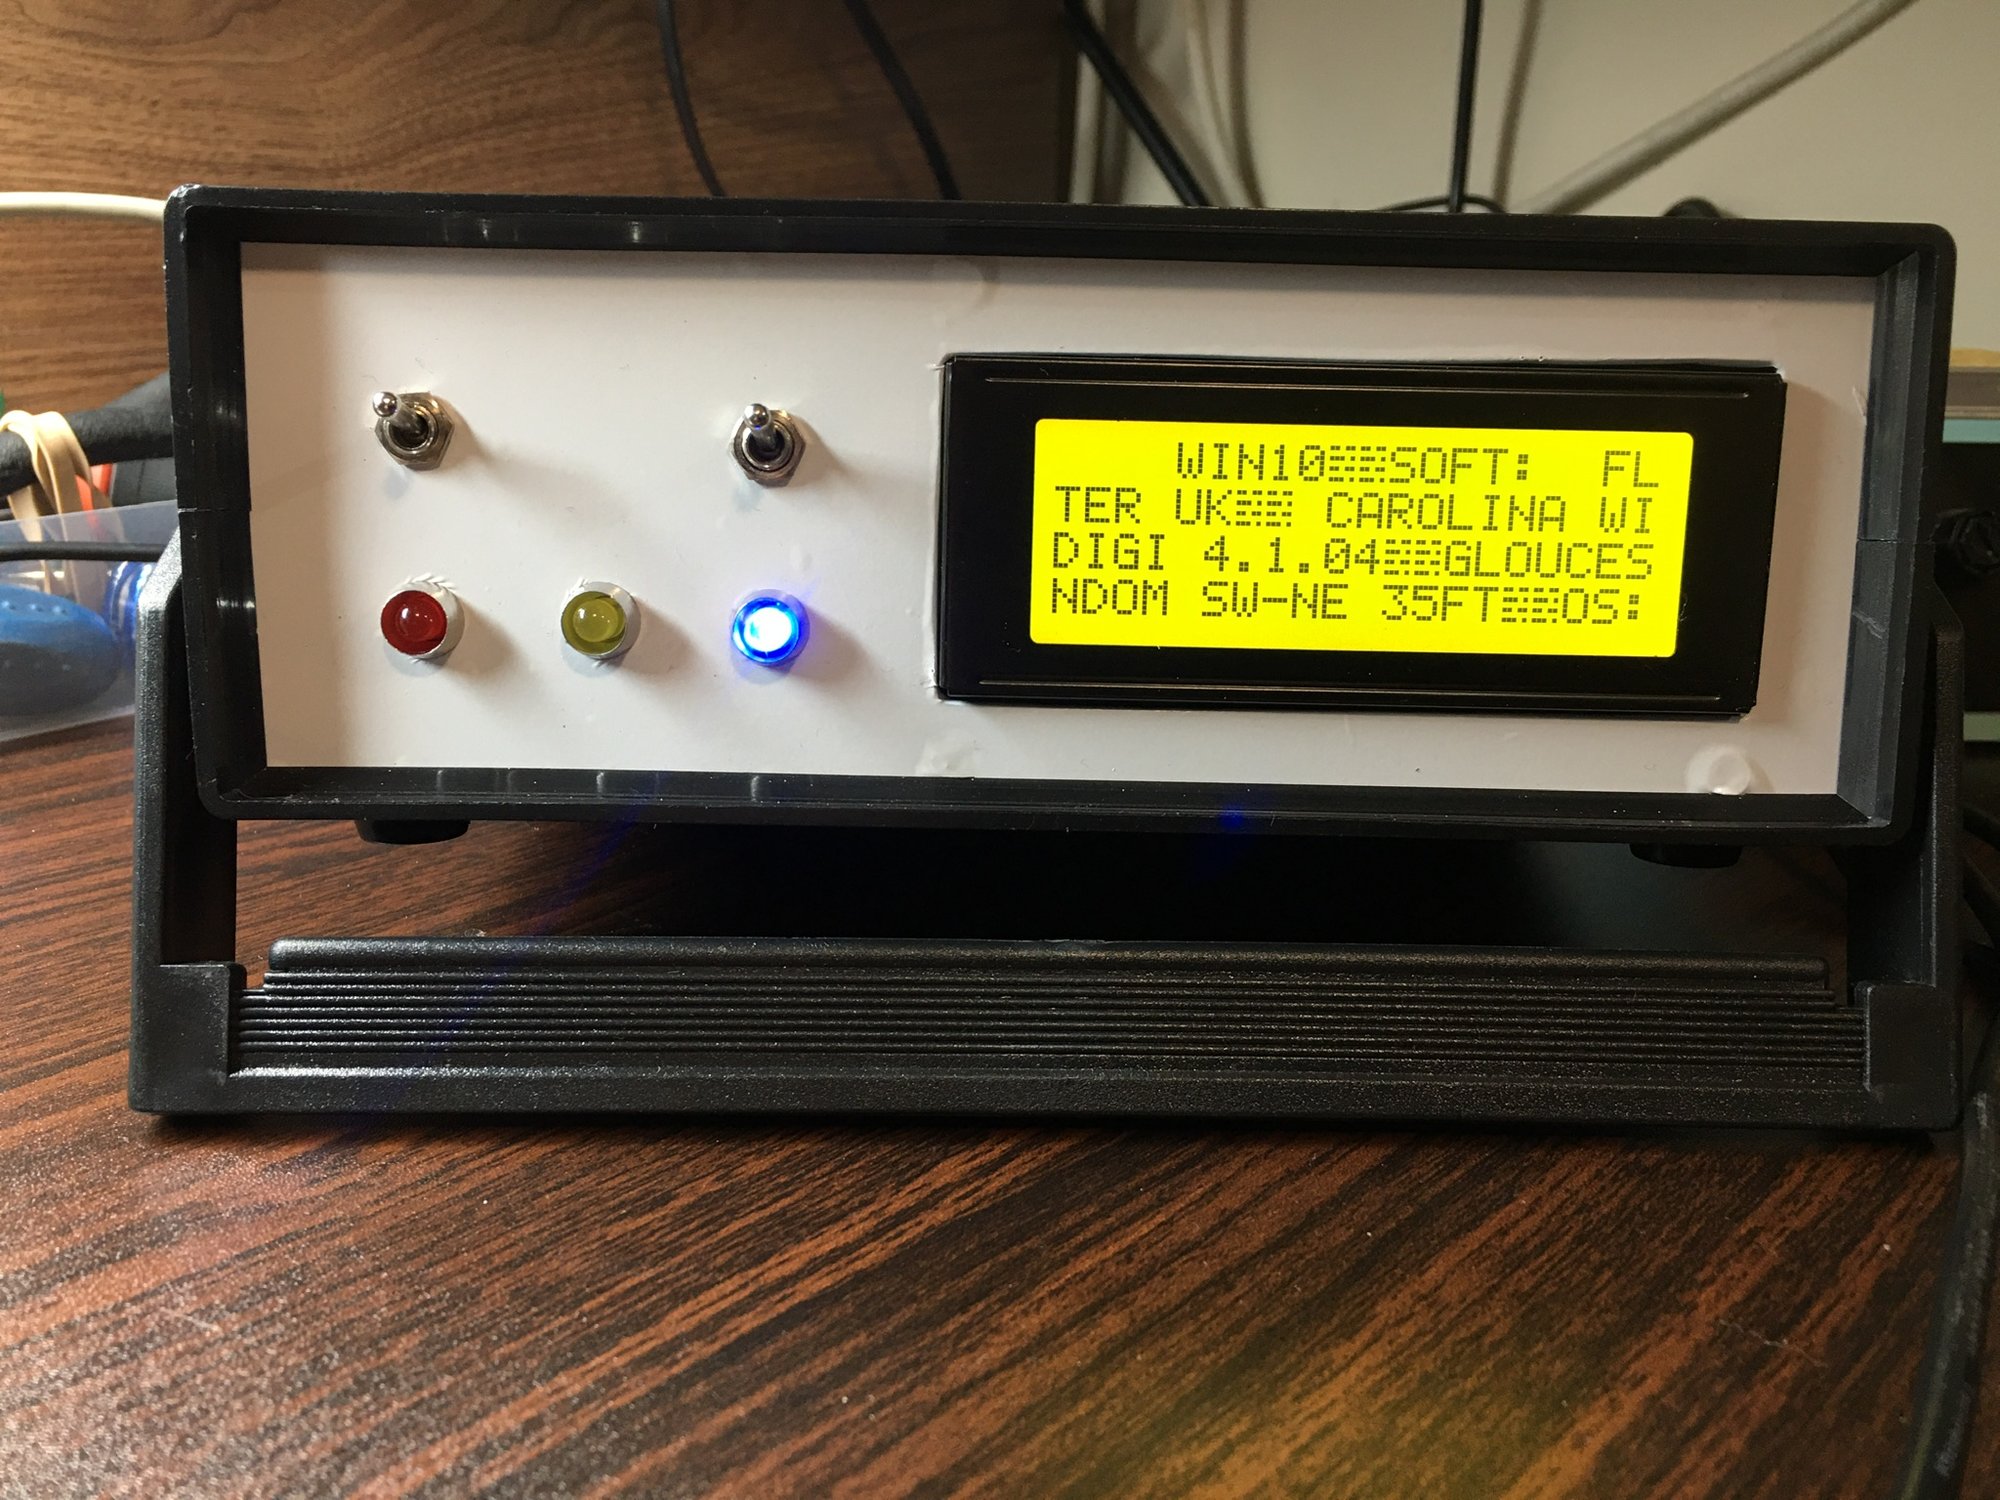 WIN10 SOFT: FL
TER UK CAROLINA WI
DIGI 4.1.04 GLOUCES
NDOM SW-NE 35FT OS: